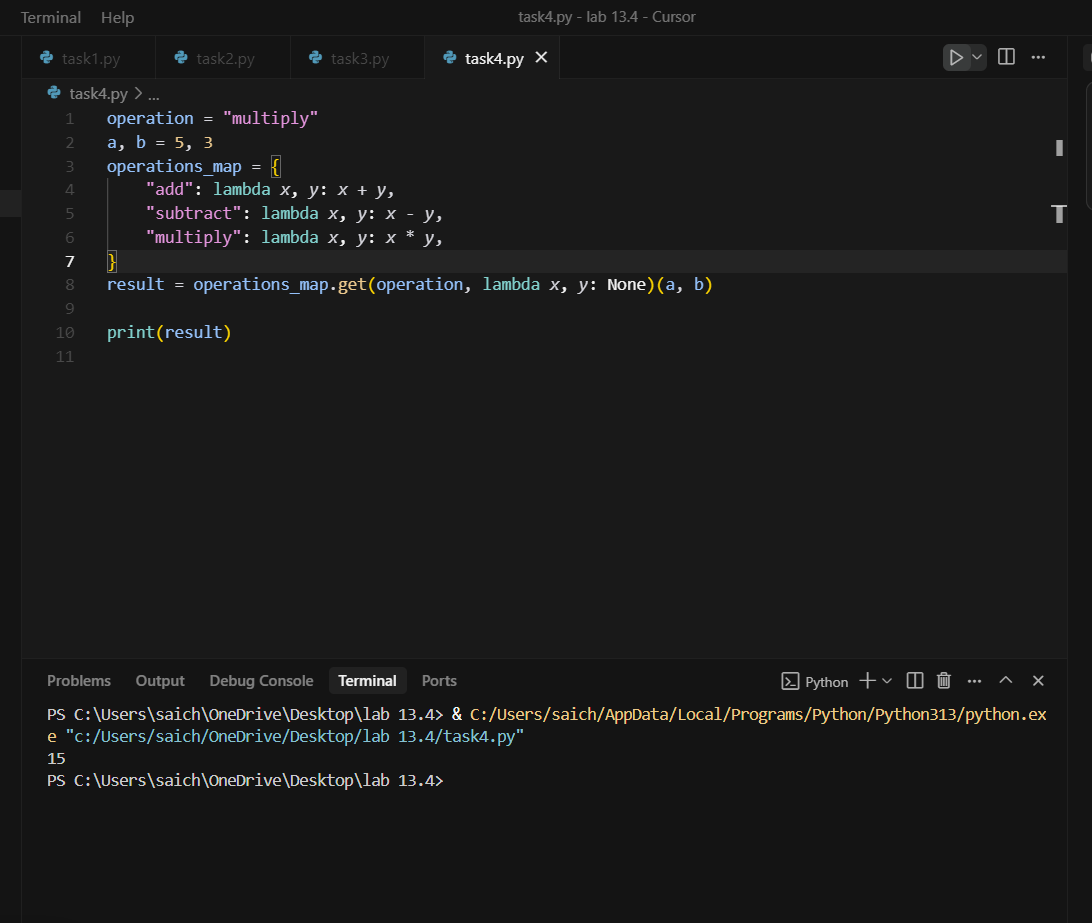 Terminal Help task4.py - lab 13.4 - Cursor
task1.py task2.py task3.py task4.py
task4.py > ...
1 operation = "multiply"
2 a, b = 5, 3
3 operations_map = {
4     "add": lambda x, y: x + y,
5     "subtract": lambda x, y: x - y,
6     "multiply": lambda x, y: x * y,
7 }
8 result = operations_map.get(operation, lambda x, y: None)(a, b)
9
10 print(result)
11
Problems Output Debug Console Terminal Ports Python
PS C:\Users\saich\OneDrive\Desktop\lab 13.4> & C:/Users/saich/AppData/Local/Programs/Python/Python313/python.ex
e "c:/Users/saich/OneDrive/Desktop/lab 13.4/task4.py"
15
PS C:\Users\saich\OneDrive\Desktop\lab 13.4>